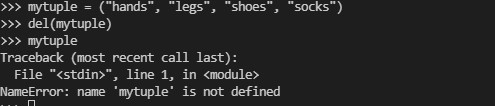 >>> mytuple = ("hands", "legs", "shoes", "socks")
>>> del(mytuple)
>>> mytuple
Traceback (most recent call last):
  File "<stdin>", line 1, in <module>
NameError: name 'mytuple' is not defined
>>>